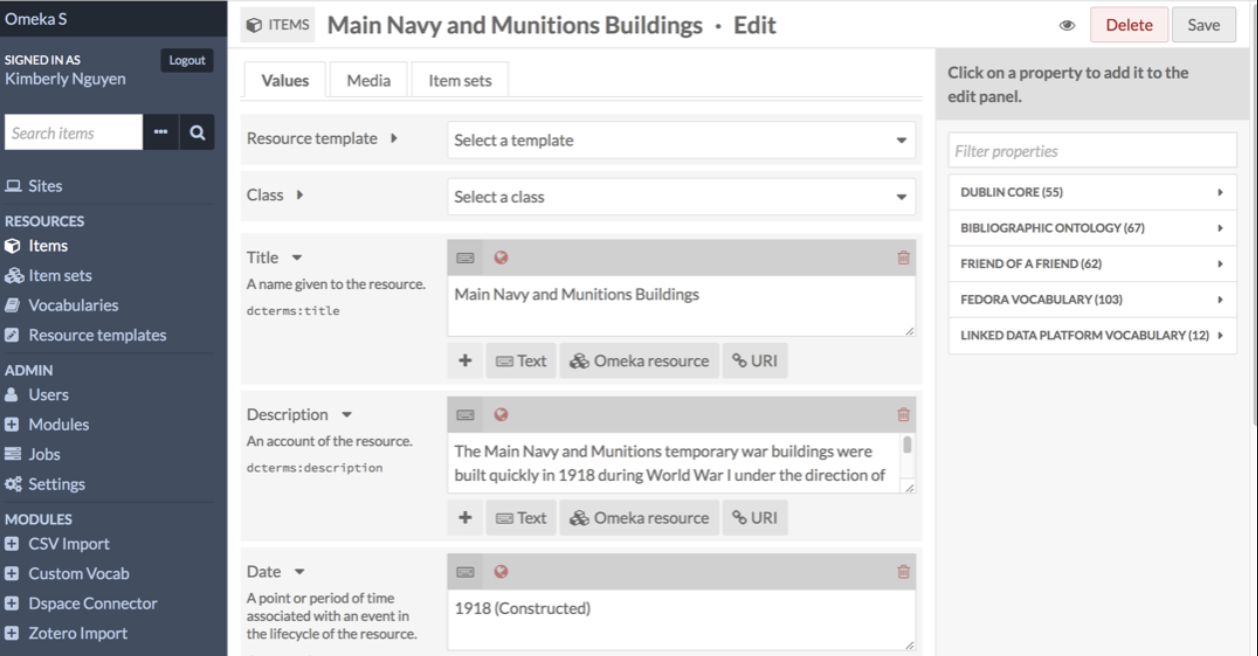 Omeka S
SIGNED IN AS
Kimberly Nguyen
Logout
Search items
Sites
RESOURCES
Items
Item sets
Vocabularies
Resource templates
ADMIN
Users
Modules
Jobs
Settings
MODULES
CSV Import
Custom Vocab
Dspace Connector
Zotero Import
ITEMS
Main Navy and Munitions Buildings · Edit
Delete
Save
Values
Media
Item sets
Resource template
Select a template
Class
Select a class
Title
A name given to the resource.
dcterms:title
Main Navy and Munitions Buildings
+ Text Omeka resource URI
Description
An account of the resource.
dcterms:description
The Main Navy and Munitions temporary war buildings were
built quickly in 1918 during World War I under the direction of
+ Text Omeka resource URI
Date
A point or period of time
associated with an event in
the lifecycle of the resource.
1918 (Constructed)
Click on a property to add it to the
edit panel.
Filter properties
DUBLIN CORE (55)
BIBLIOGRAPHIC ONTOLOGY (67)
FRIEND OF A FRIEND (62)
FEDORA VOCABULARY (103)
LINKED DATA PLATFORM VOCABULARY (12)